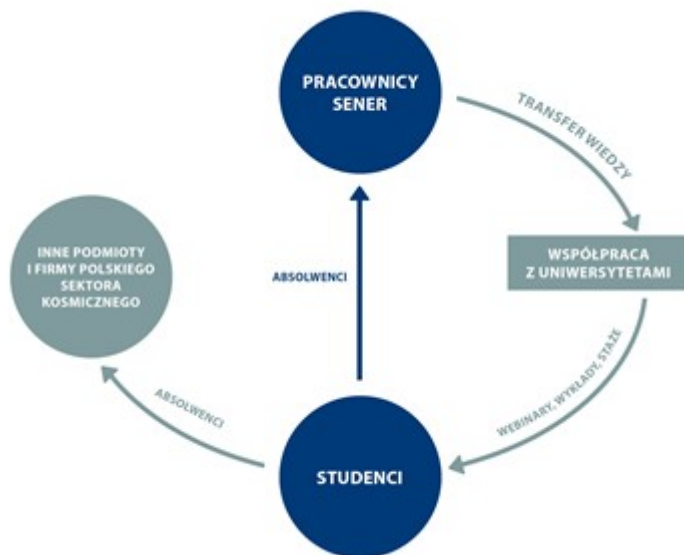 PRACOWNICY
SENER
TRANSFER WIEDZY
WSPÓŁPRACA
Z UNIWERSYTETAMI
INNE PODMIOTY
I FIRMY POLSKIEGO
SEKTORA
KOSMICZNEGO
ABSOLWENCI
WEBINARY, WYKŁADY, STAŻE
ABSOLWENCI
STUDENCI